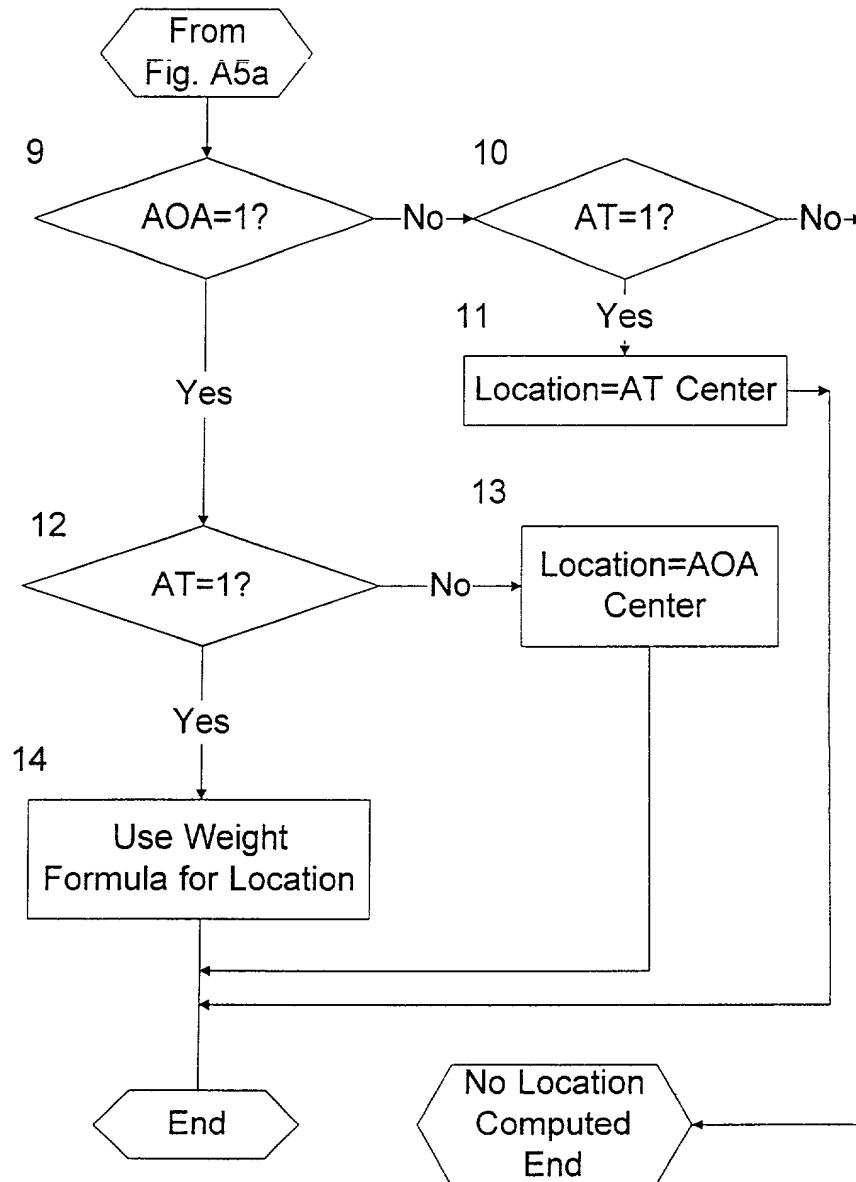 From
Fig. A5a
9
10
AOA=1?
No
AT=1?
No
11
Yes
Location=AT Center
Yes
12
13
AT=1?
No
Location=AOA
Center
Yes
14
Use Weight
Formula for Location
End
No Location
Computed
End